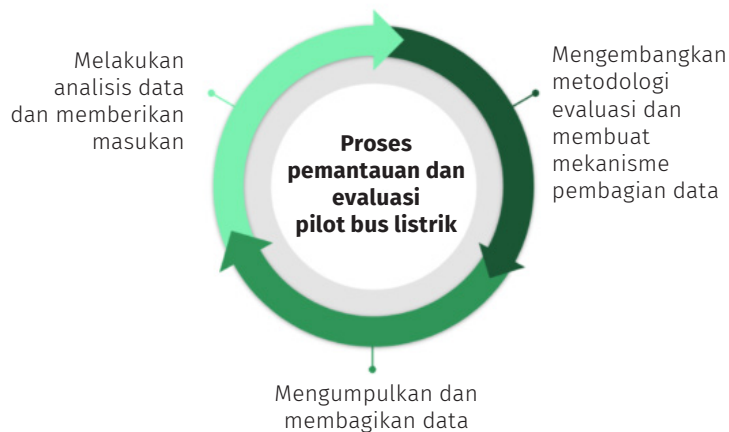 Melakukan
analisis data
dan memberikan
masukan
Proses
pemantauan dan
evaluasi
pilot bus listrik
Mengembangkan
metodologi
evaluasi dan
membuat
mekanisme
pembagian data
Mengumpulkan dan
membagikan data